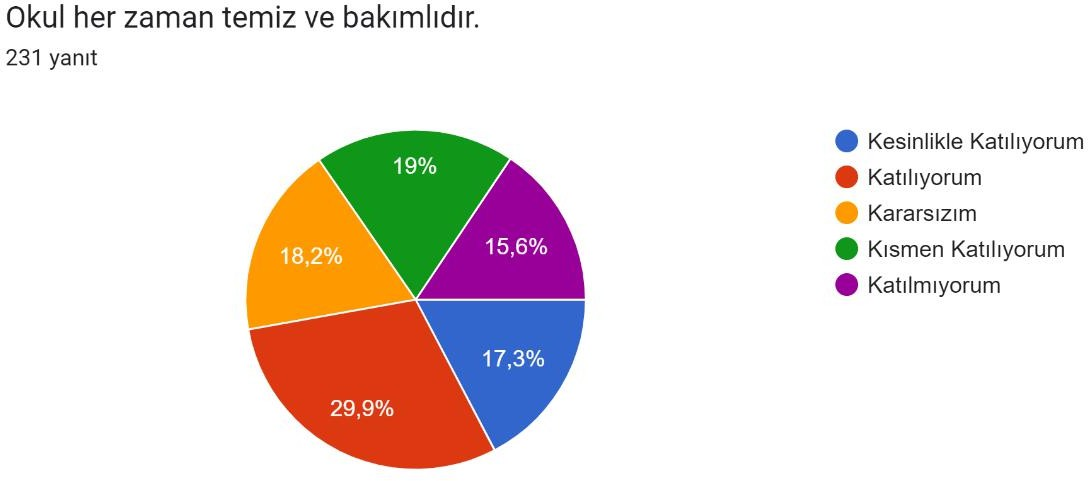 Okul her zaman temiz ve bakımlıdır.
231 yanıt
19%
15,6%
18,2%
17,3%
29,9%
Kesinlikle Katılıyorum
Katılıyorum
Kararsızım
Kısmen Katılıyorum
Katılmıyorum